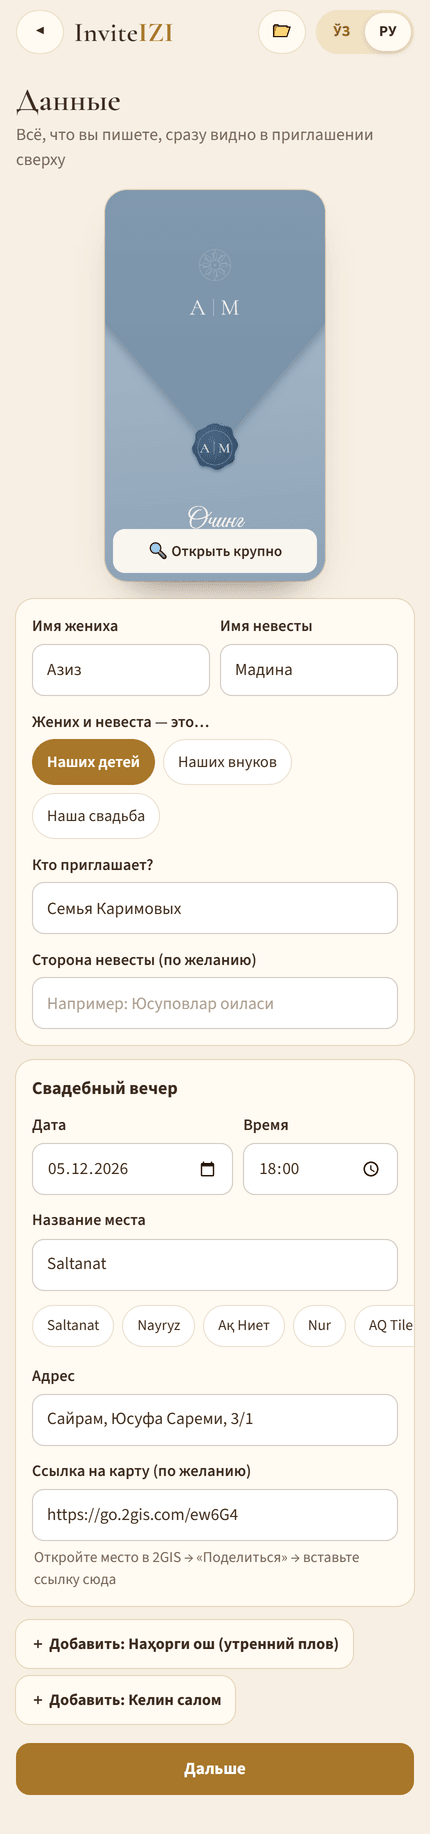 InviteIZI
ЎЗ
РУ
Данные
Всё, что вы пишете, сразу видно в приглашении
сверху
A | M
A | M
Очинг
Открыть крупно
Имя жениха
Имя невесты
Азиз
Мадина
Жених и невеста — это…
Наших детей
Наших внуков
Наша свадьба
Кто приглашает?
Семья Каримовых
Сторона невесты (по желанию)
Например: Юсуповлар оиласи
Свадебный вечер
Дата
Время
05.12.2026
18:00
Название места
Saltanat
Saltanat
Nayryz
Ақ Ниет
Nur
AQ Tile
Адрес
Сайрам, Юсуфа Сареми, 3/1
Ссылка на карту (по желанию)
https://go.2gis.com/ew6G4
Откройте место в 2GIS → «Поделиться» → вставьте
ссылку сюда
+ Добавить: Наҳорги ош (утренний плов)
+ Добавить: Келин салом
Дальше